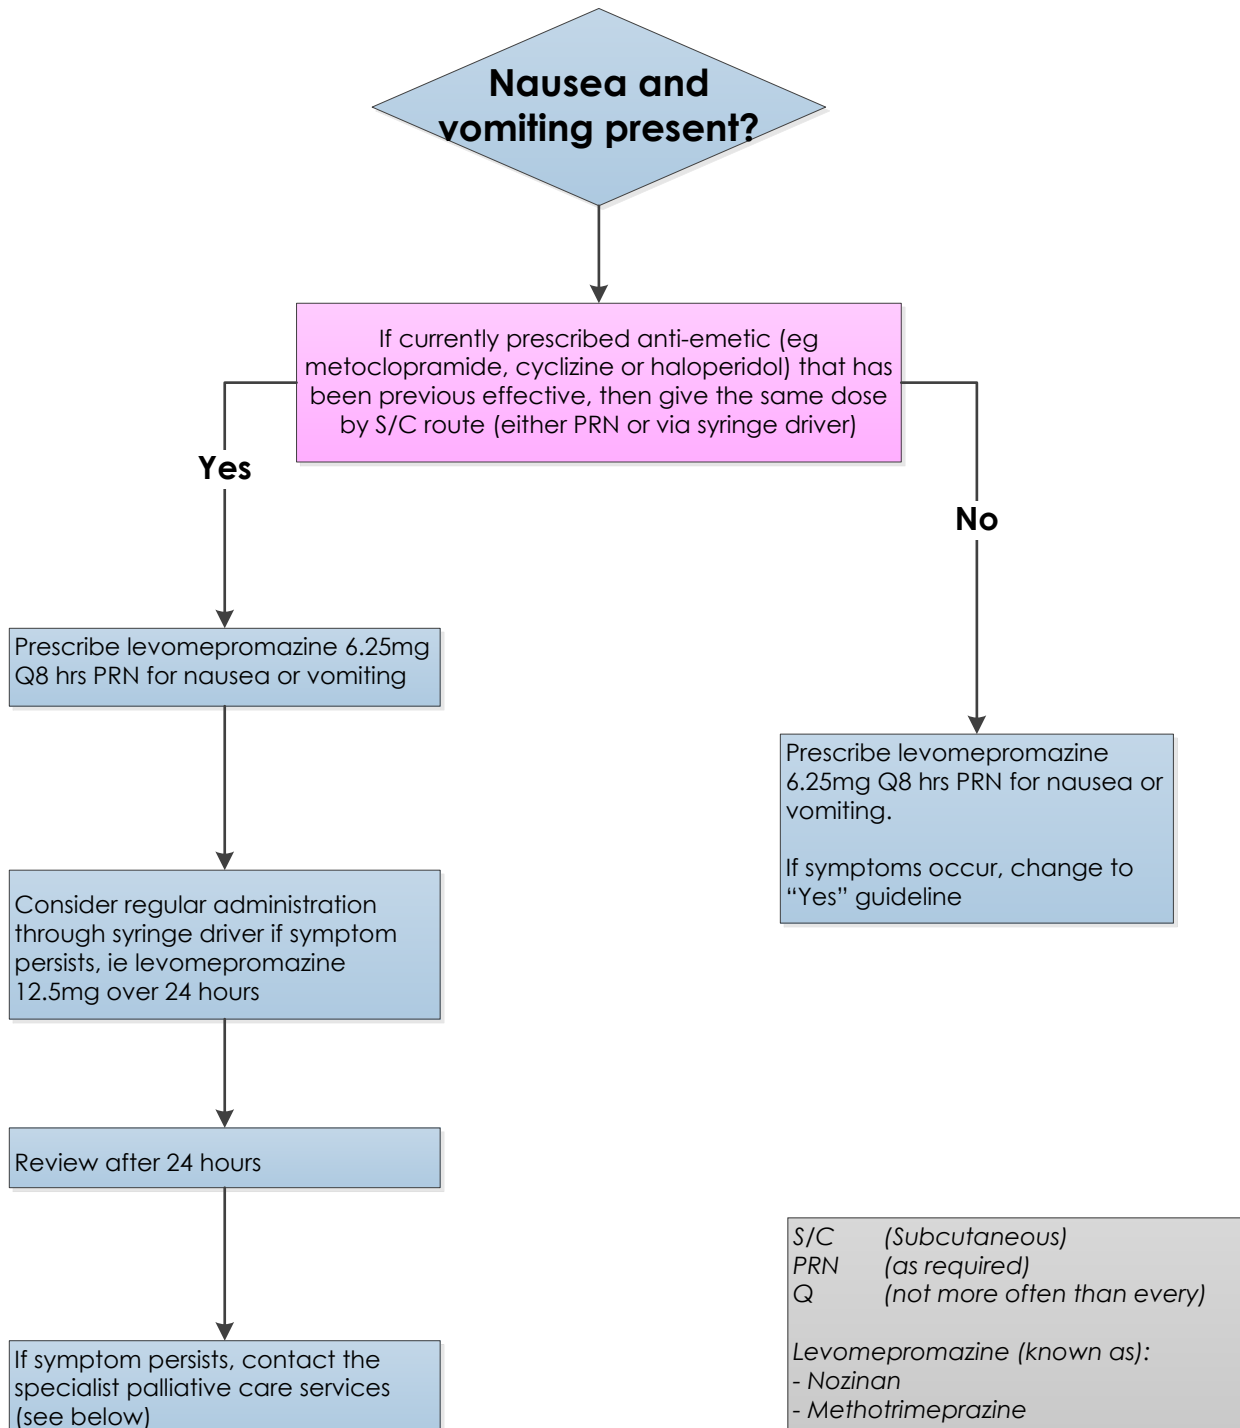 Nausea and
vomiting present?
If currently prescribed anti-emetic (eg
metoclopramide, cyclizine or haloperidol) that has
been previous effective, then give the same dose
by S/C route (either PRN or via syringe driver)
Yes
No
Prescribe levomepromazine 6.25mg
Q8 hrs PRN for nausea or vomiting
Prescribe levomepromazine
6.25mg Q8 hrs PRN for nausea or
vomiting.
If symptoms occur, change to
“Yes” guideline
Consider regular administration
through syringe driver if symptom
persists, ie levomepromazine
12.5mg over 24 hours
Review after 24 hours
If symptom persists, contact the
specialist palliative care services
(see below)
S/C (Subcutaneous)
PRN (as required)
Q (not more often than every)
Levomepromazine (known as):
- Nozinan
- Methotrimeprazine